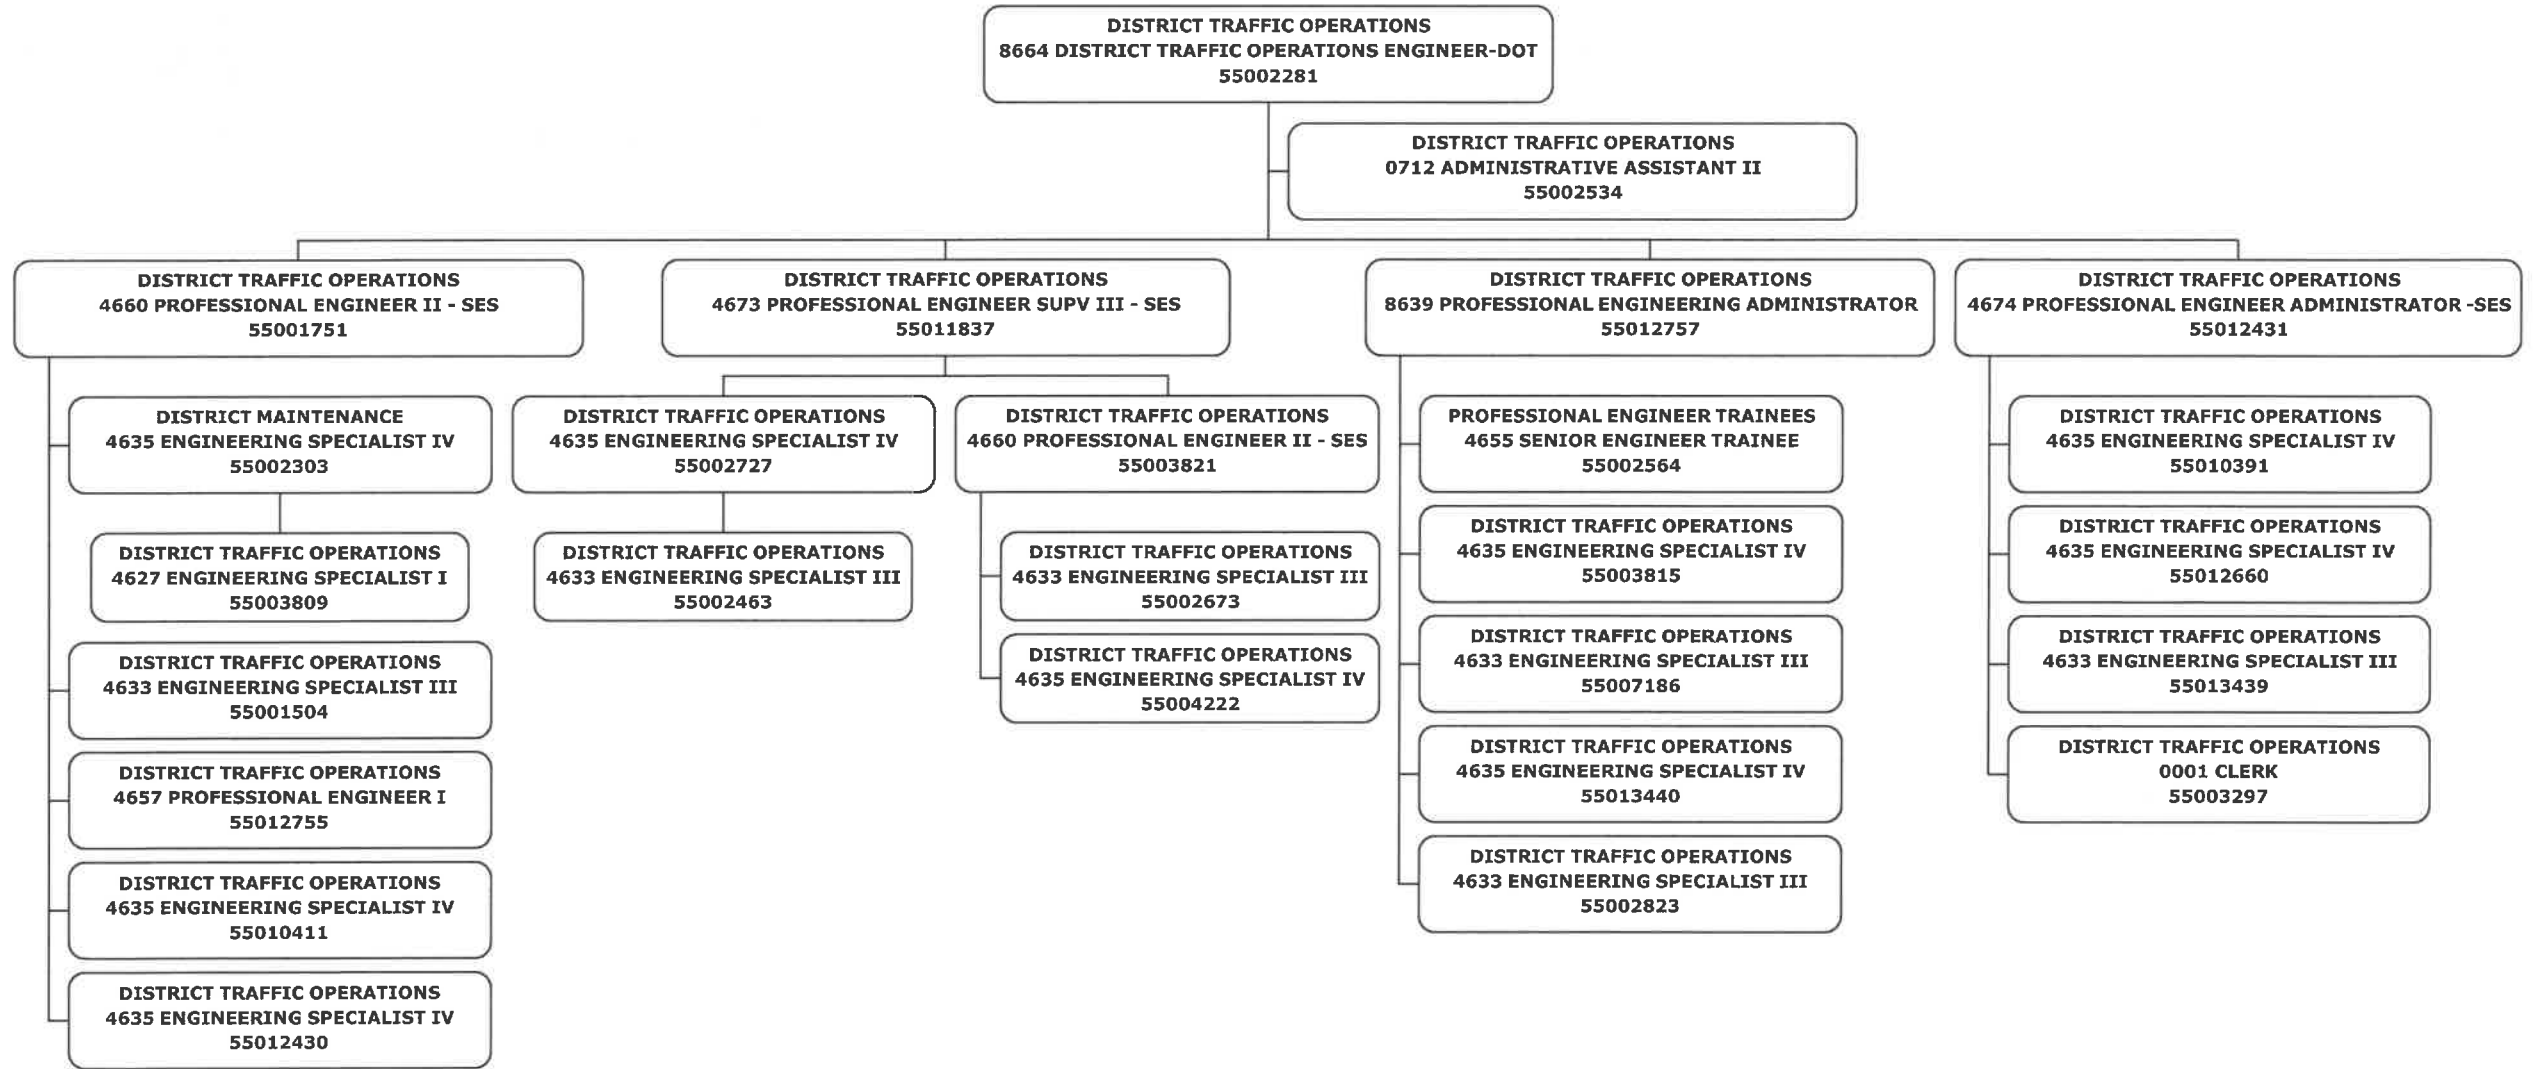 DISTRICT TRAFFIC OPERATIONS
8664 DISTRICT TRAFFIC OPERATIONS ENGINEER-DOT
55002281
DISTRICT TRAFFIC OPERATIONS
0712 ADMINISTRATIVE ASSISTANT II
55002534
DISTRICT TRAFFIC OPERATIONS
4660 PROFESSIONAL ENGINEER II - SES
55001751
DISTRICT MAINTENANCE
4635 ENGINEERING SPECIALIST IV
55002303
DISTRICT TRAFFIC OPERATIONS
4627 ENGINEERING SPECIALIST I
55003809
DISTRICT TRAFFIC OPERATIONS
4633 ENGINEERING SPECIALIST III
55001504
DISTRICT TRAFFIC OPERATIONS
4657 PROFESSIONAL ENGINEER I
55012755
DISTRICT TRAFFIC OPERATIONS
4635 ENGINEERING SPECIALIST IV
55010411
DISTRICT TRAFFIC OPERATIONS
4635 ENGINEERING SPECIALIST IV
55012430
DISTRICT TRAFFIC OPERATIONS
4673 PROFESSIONAL ENGINEER SUPV III - SES
55011837
DISTRICT TRAFFIC OPERATIONS
4635 ENGINEERING SPECIALIST IV
55002727
DISTRICT TRAFFIC OPERATIONS
4633 ENGINEERING SPECIALIST III
55002463
DISTRICT TRAFFIC OPERATIONS
4660 PROFESSIONAL ENGINEER II - SES
55003821
DISTRICT TRAFFIC OPERATIONS
4633 ENGINEERING SPECIALIST III
55002673
DISTRICT TRAFFIC OPERATIONS
4635 ENGINEERING SPECIALIST IV
55004222
DISTRICT TRAFFIC OPERATIONS
8639 PROFESSIONAL ENGINEERING ADMINISTRATOR
55012757
PROFESSIONAL ENGINEER TRAINEES
4655 SENIOR ENGINEER TRAINEE
55002564
DISTRICT TRAFFIC OPERATIONS
4635 ENGINEERING SPECIALIST IV
55003815
DISTRICT TRAFFIC OPERATIONS
4633 ENGINEERING SPECIALIST III
55007186
DISTRICT TRAFFIC OPERATIONS
4635 ENGINEERING SPECIALIST IV
55013440
DISTRICT TRAFFIC OPERATIONS
4633 ENGINEERING SPECIALIST III
55002823
DISTRICT TRAFFIC OPERATIONS
4674 PROFESSIONAL ENGINEER ADMINISTRATOR -SES
55012431
DISTRICT TRAFFIC OPERATIONS
4635 ENGINEERING SPECIALIST IV
55010391
DISTRICT TRAFFIC OPERATIONS
4635 ENGINEERING SPECIALIST IV
55012660
DISTRICT TRAFFIC OPERATIONS
4633 ENGINEERING SPECIALIST III
55013439
DISTRICT TRAFFIC OPERATIONS
0001 CLERK
55003297